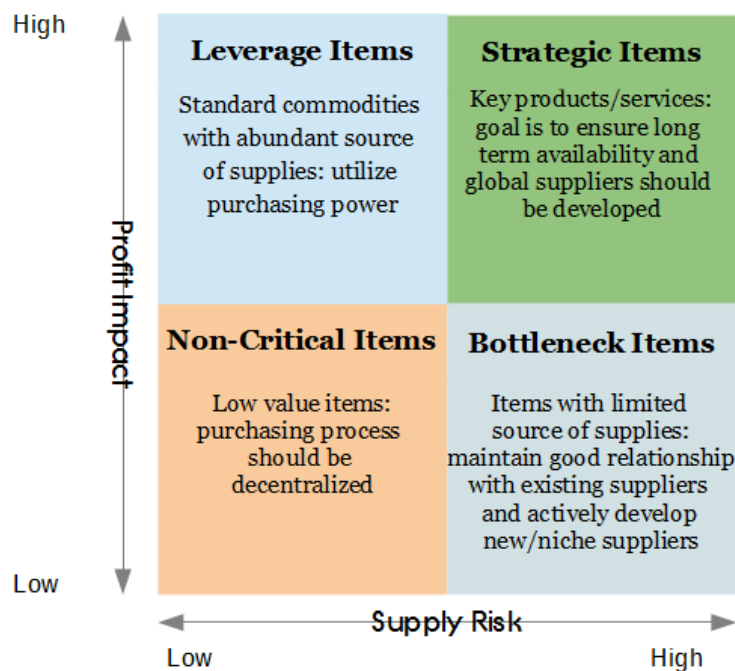 High
Leverage Items
Standard commodities
with abundant source
of supplies: utilize
purchasing power
Strategic Items
Key products/services:
goal is to ensure long
term availability and
global suppliers should
be developed
Profit Impact
Non-Critical Items
Low value items:
purchasing process
should be
decentralized
Bottleneck Items
Items with limited
source of supplies:
maintain good relationship
with existing suppliers
and actively develop
new/niche suppliers
Low
Supply Risk
Low
High